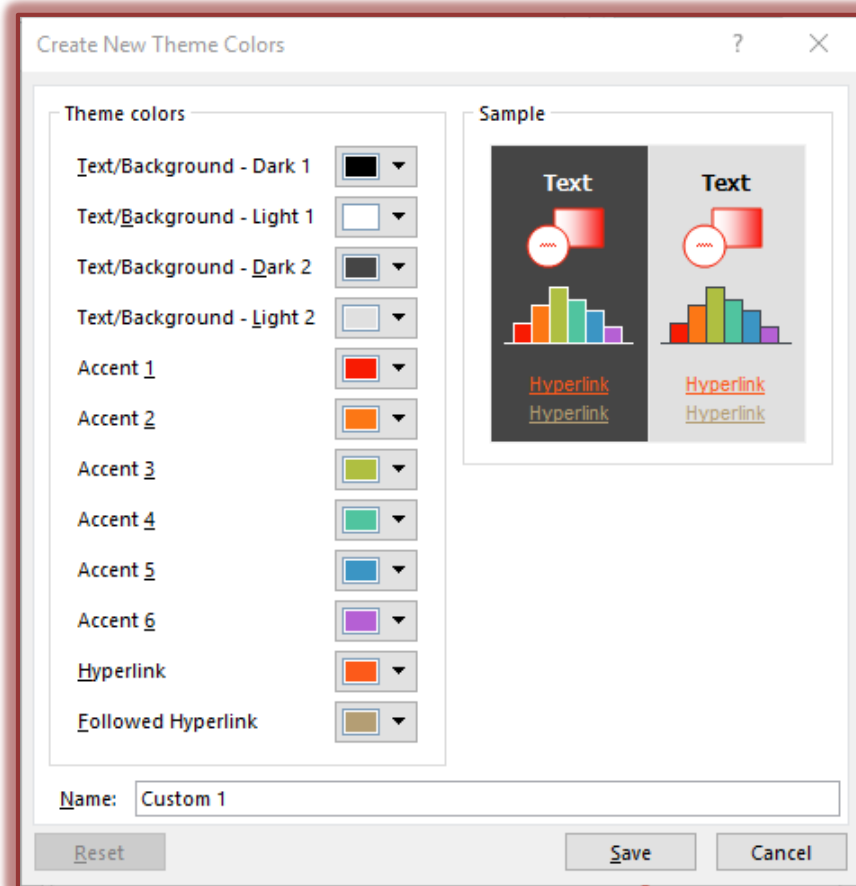 Create New Theme Colors ? ×
Theme colors
Text/Background - Dark 1
Text/Background - Light 1
Text/Background - Dark 2
Text/Background - Light 2
Accent 1
Accent 2
Accent 3
Accent 4
Accent 5
Accent 6
Hyperlink
Followed Hyperlink
Sample
Text Text
Hyperlink Hyperlink
Hyperlink Hyperlink
Name: Custom 1
Reset Save Cancel